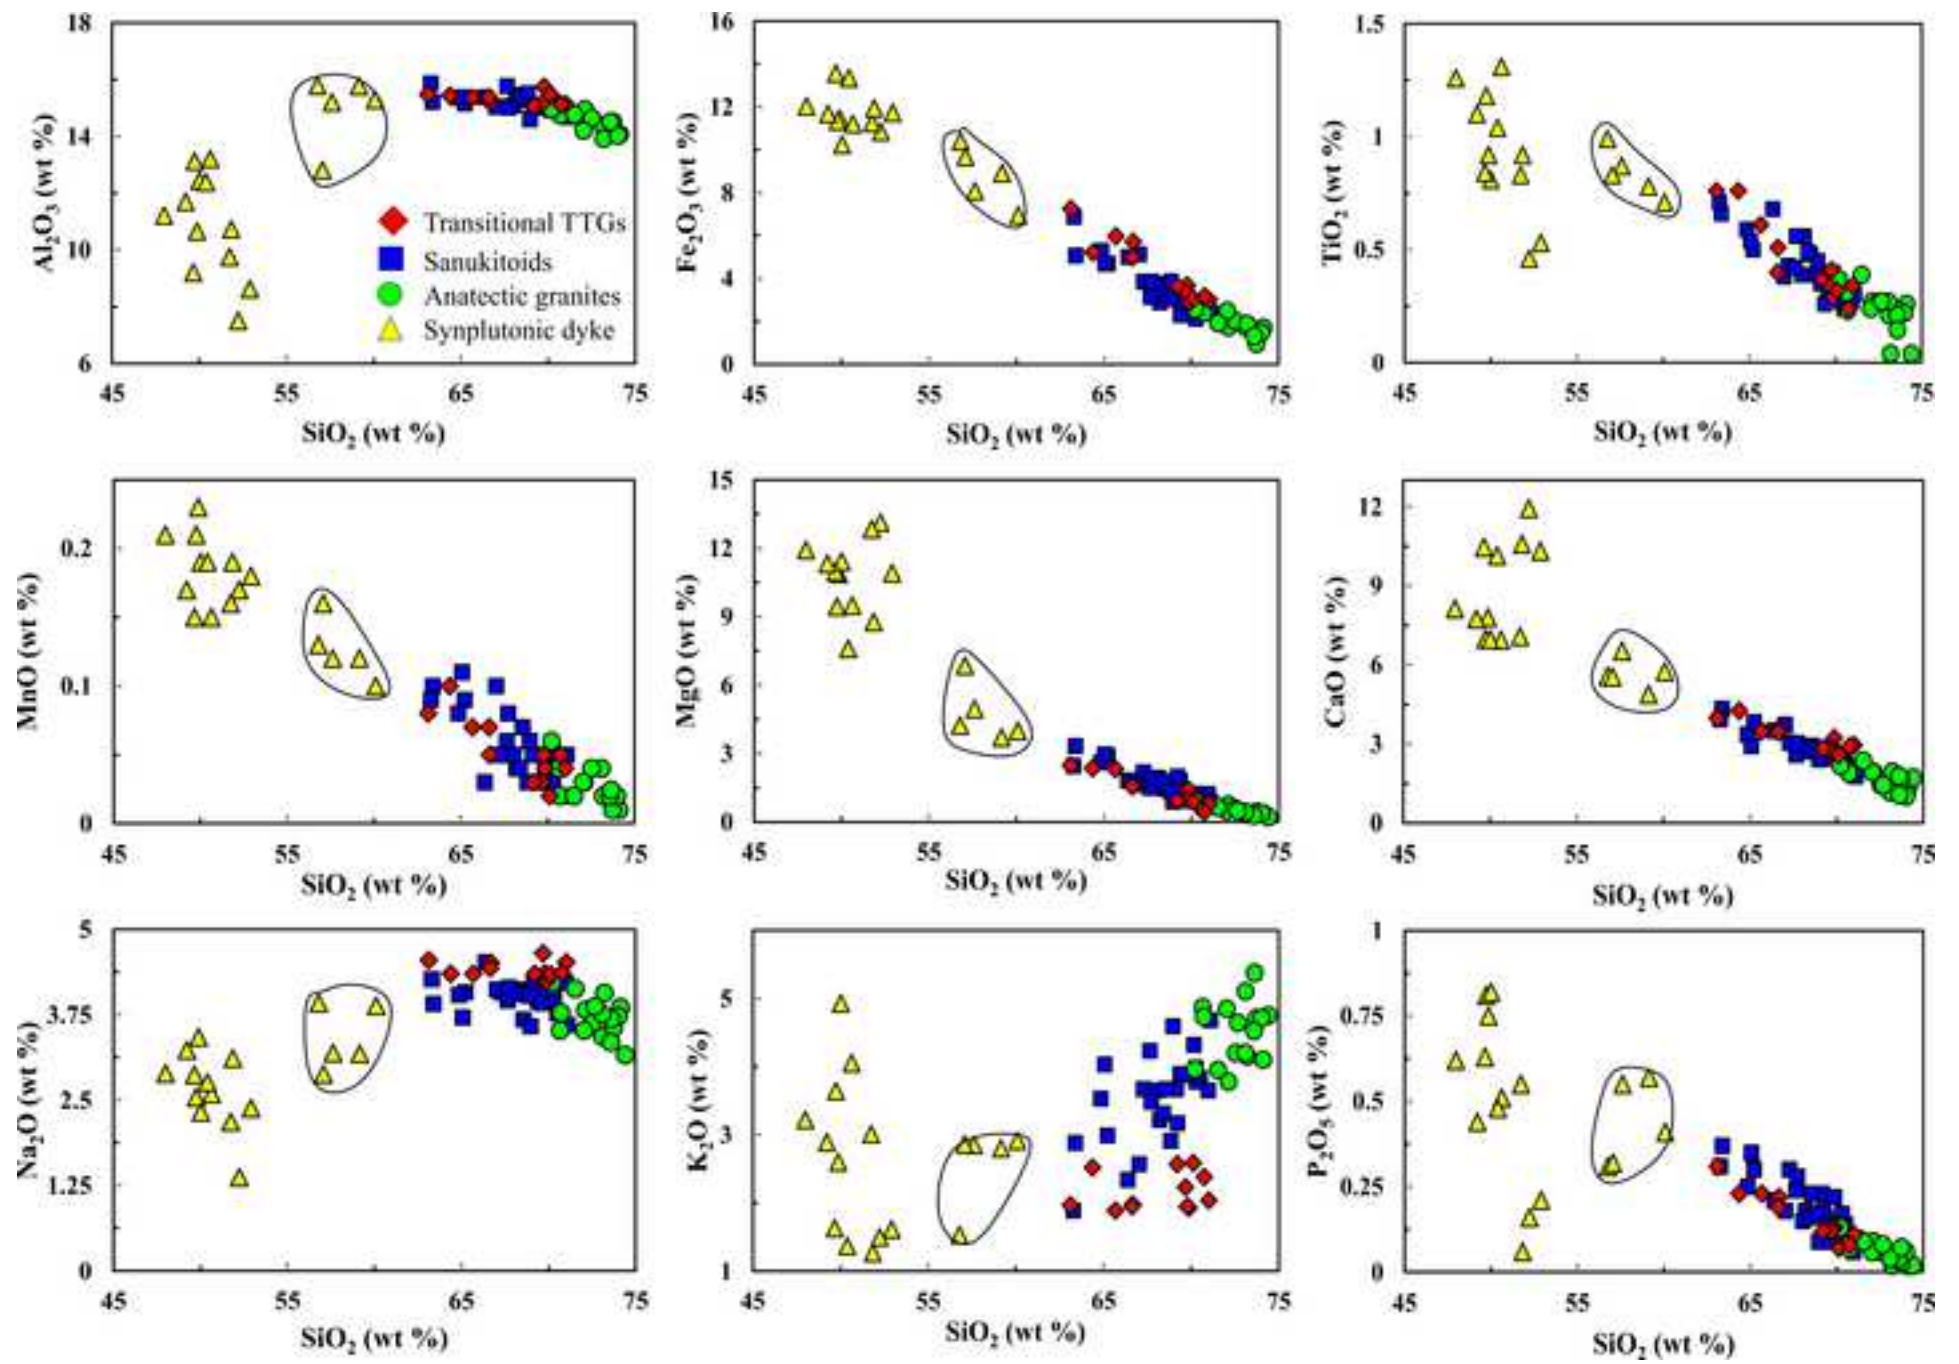 18
14
10
6
Al₂O₃ (wt %)
Transitional TTGs
Sanukitoids
Anatectic granites
Synplutonic dyke
45 55 65 75
SiO₂ (wt %)
16
12
8
4
0
Fe₂O₃ (wt %)
45 55 65 75
SiO₂ (wt %)
1.5
1
0.5
0
TiO₂ (wt %)
45 55 65 75
SiO₂ (wt %)
0.2
0.1
0
MnO (wt %)
45 55 65 75
SiO₂ (wt %)
15
12
9
6
3
0
MgO (wt %)
45 55 65 75
SiO₂ (wt %)
12
9
6
3
0
CaO (wt %)
45 55 65 75
SiO₂ (wt %)
5
3.75
2.5
1.25
0
Na₂O (wt %)
45 55 65 75
SiO₂ (wt %)
5
3
1
K₂O (wt %)
45 55 65 75
SiO₂ (wt %)
1
0.75
0.5
0.25
0
P₂O₅ (wt %)
45 55 65 75
SiO₂ (wt %)